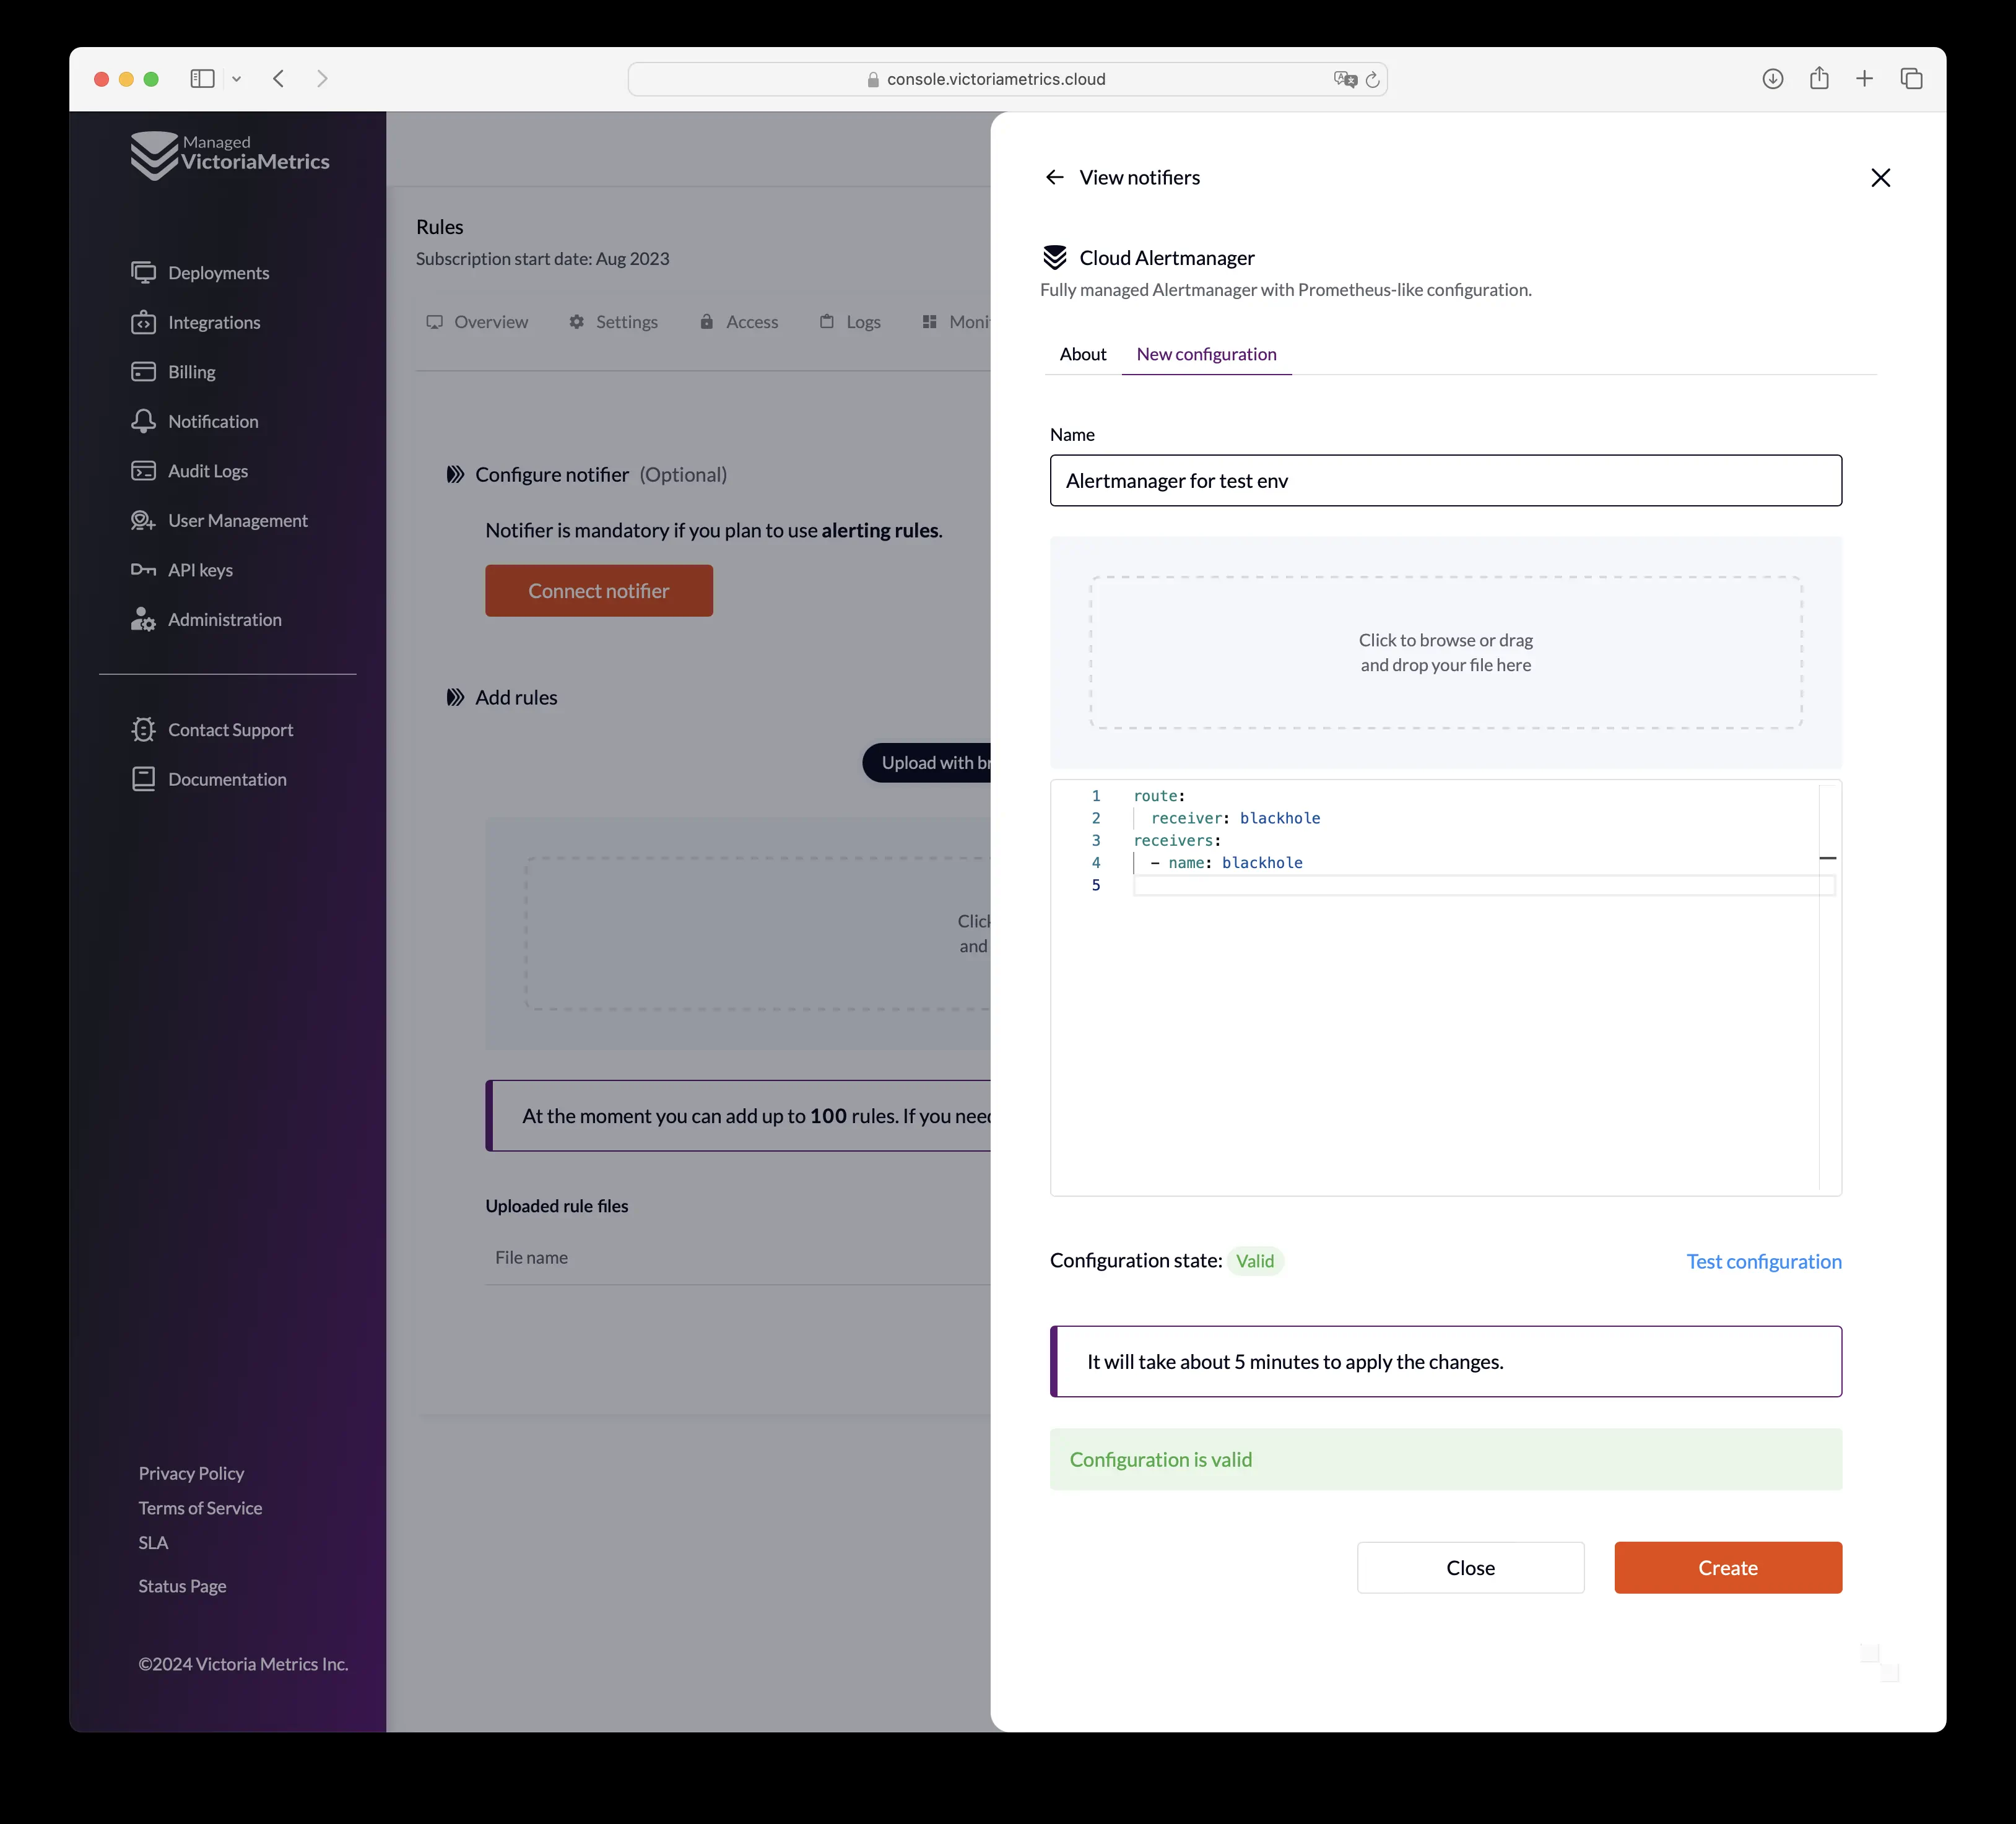 console.victoriametrics.cloud
Managed
VictoriaMetrics
Deployments
Integrations
Billing
Notification
Audit Logs
User Management
API keys
Administration
Contact Support
Documentation
Privacy Policy
Terms of Service
SLA
Status Page
©2024 Victoria Metrics Inc.
Rules
Subscription start date: Aug 2023
Overview Settings Access Logs Moni
Configure notifier (Optional)
Notifier is mandatory if you plan to use alerting rules.
Connect notifier
Add rules
Upload with br
Click
and
At the moment you can add up to 100 rules. If you need
Uploaded rule files
File name
View notifiers
Cloud Alertmanager
Fully managed Alertmanager with Prometheus-like configuration.
About New configuration
Name
Alertmanager for test env
Click to browse or drag
and drop your file here
1 route:
2 receiver: blackhole
3 receivers:
4 - name: blackhole
5
Configuration state: Valid Test configuration
It will take about 5 minutes to apply the changes.
Configuration is valid
Close Create